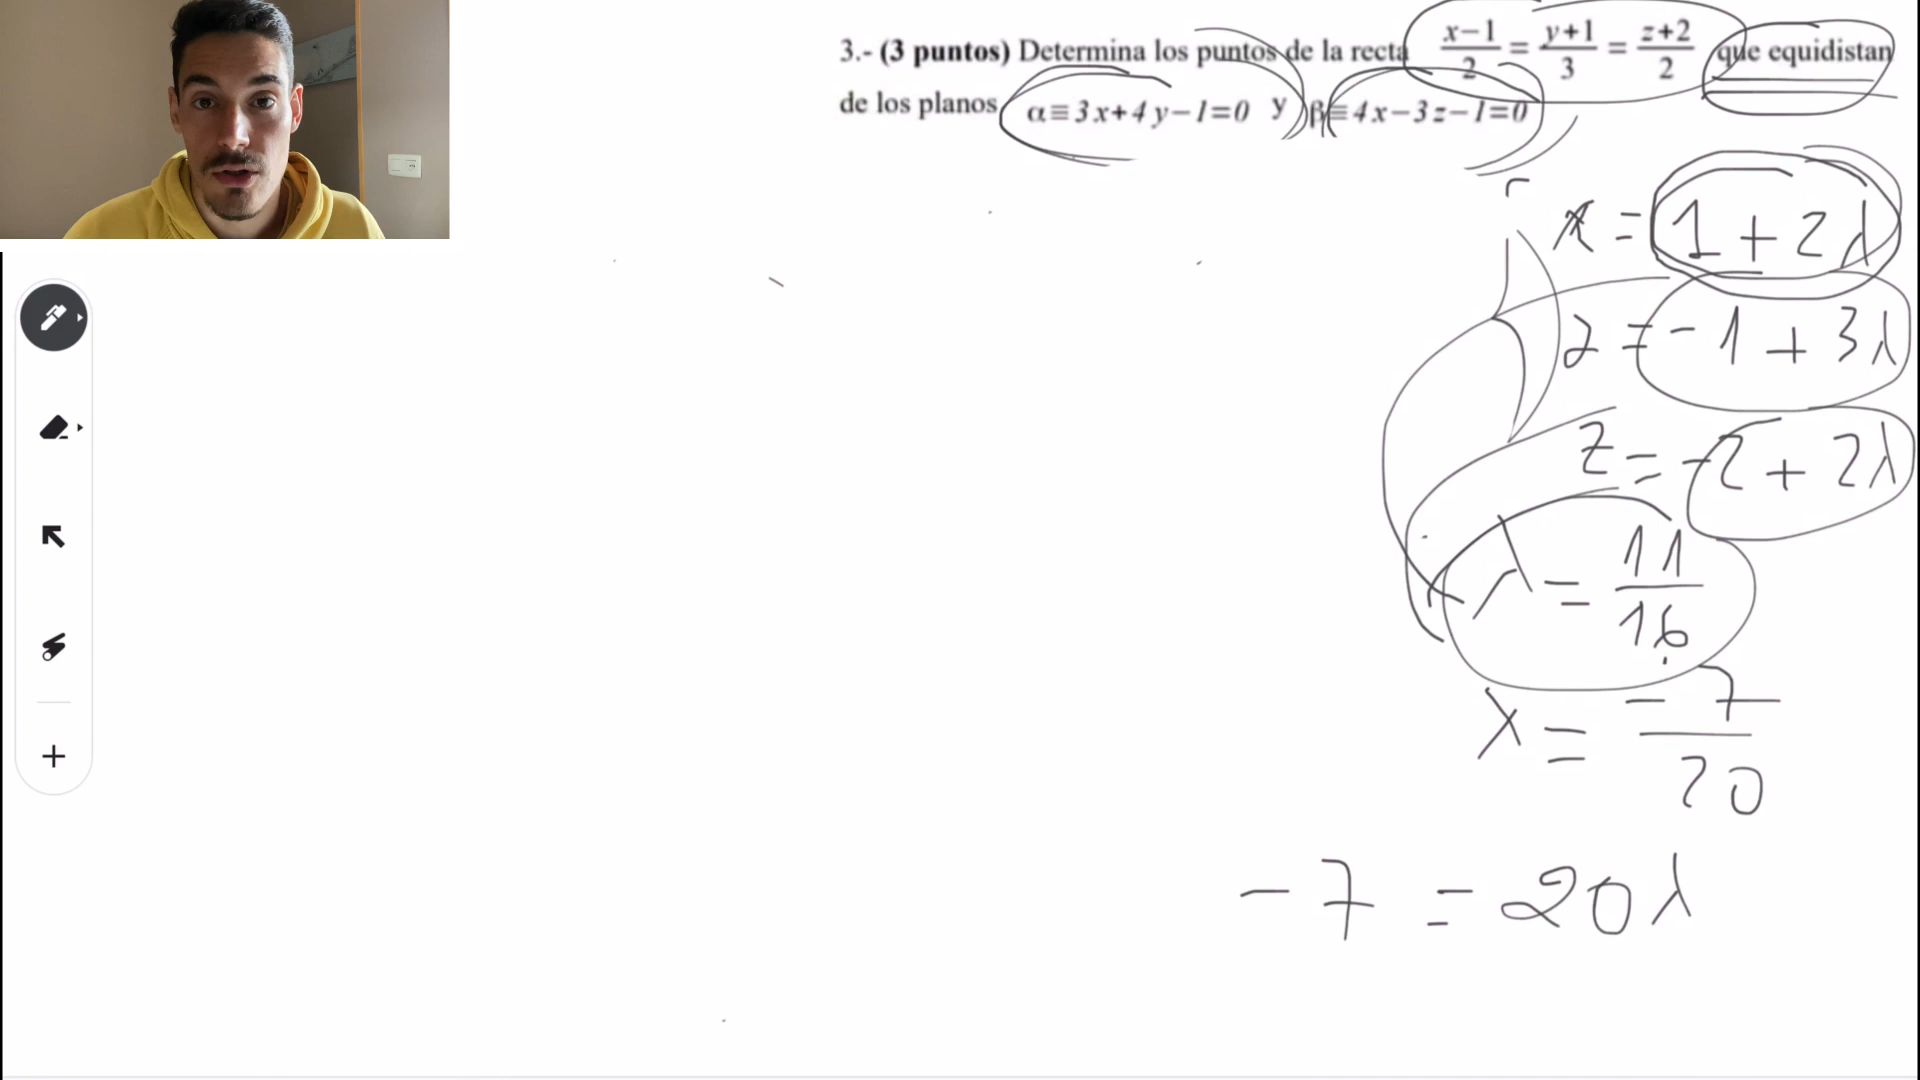 3.- (3 puntos) Determina los puntos de la recta x−1/2 = y+1/3 = z+2/2 que equidistan
de los planos α≡3x+4y−1=0 y β≡4x−3z−1=0
x = 1 + 2λ
y = −1 + 3λ
z = −2 + 2λ
λ = 11/16
λ = −7/20
−7 = 20λ